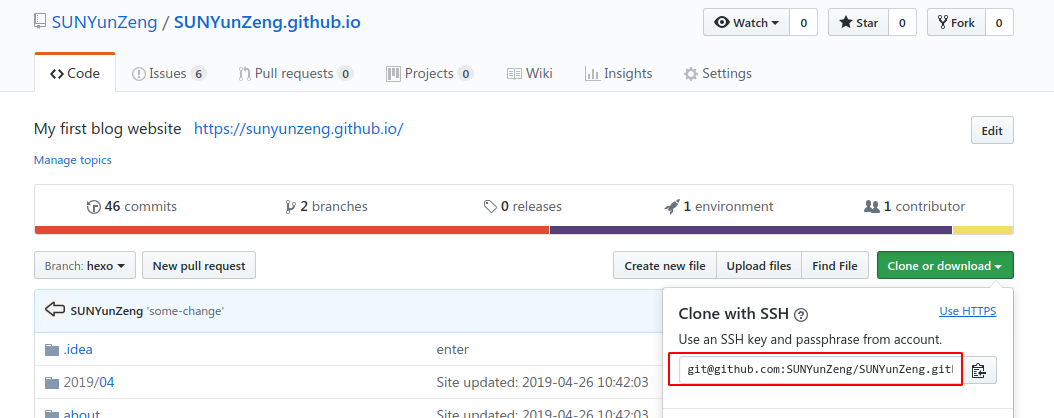 SUNYunZeng / SUNYunZeng.github.io
Watch 0 Star 0 Fork 0
Code Issues 6 Pull requests 0 Projects 0 Wiki Insights Settings
My first blog website https://sunyunzeng.github.io/ Edit
Manage topics
46 commits 2 branches 0 releases 1 environment 1 contributor
Branch: hexo New pull request Create new file Upload files Find File Clone or download
SUNYunZeng 'some-change'
.idea enter
2019/04 Site updated: 2019-04-26 10:42:03
about Site updated: 2019-04-26 10:42:03
Clone with SSH ? Use HTTPS
Use an SSH key and passphrase from account.
git@github.com:SUNYunZeng/SUNYunZeng.git